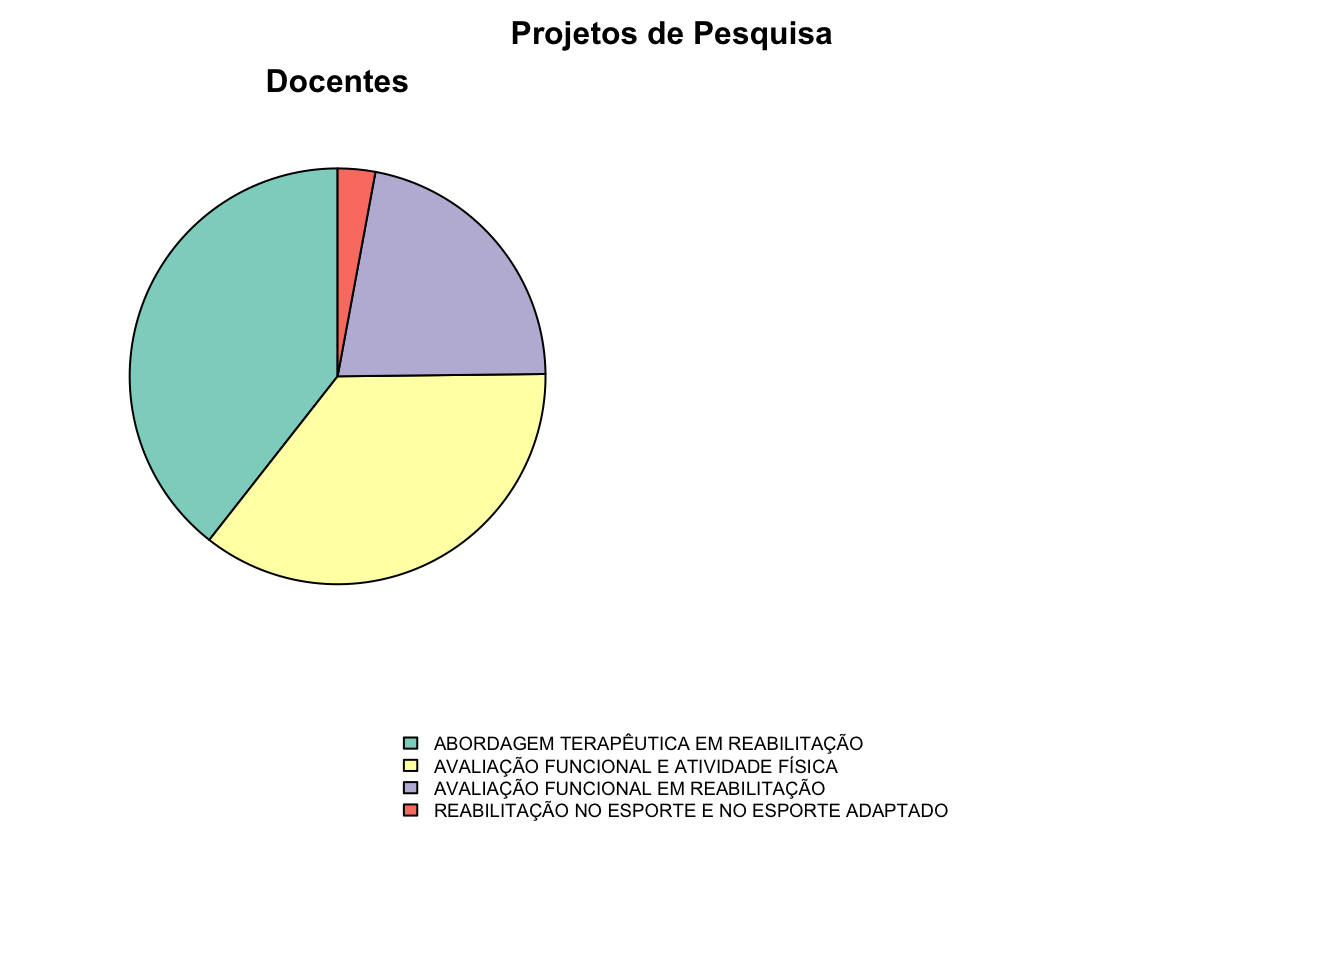 Projetos de Pesquisa
Docentes
ABORDAGEM TERAPÊUTICA EM REABILITAÇÃO
AVALIAÇÃO FUNCIONAL E ATIVIDADE FÍSICA
AVALIAÇÃO FUNCIONAL EM REABILITAÇÃO
REABILITAÇÃO NO ESPORTE E NO ESPORTE ADAPTADO